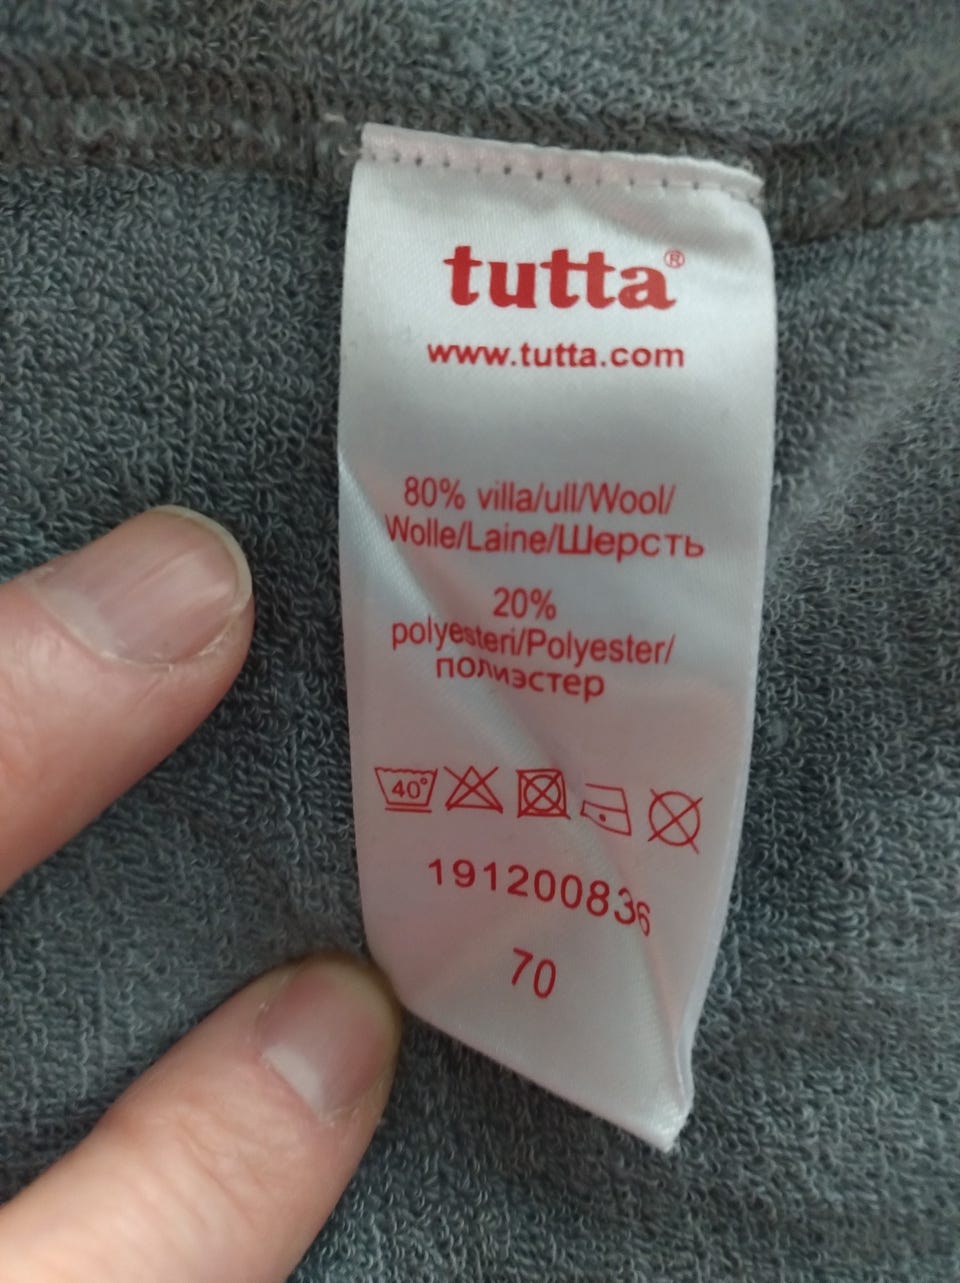 tutta®
www.tutta.com
80% villa/ull/Wool/
Wolle/Laine/Шерсть
20%
polyesteri/Polyester/
полиэстер
40°
191200836
70